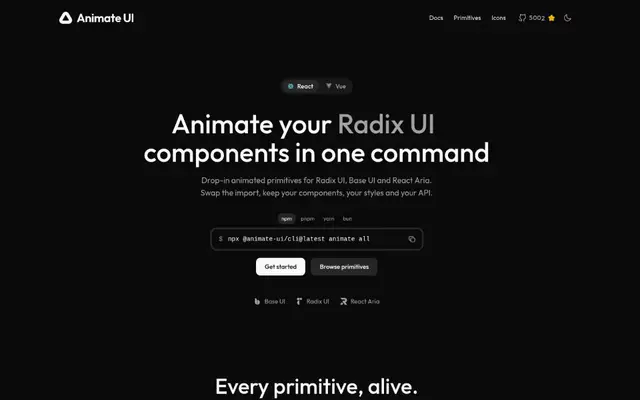 Animate UI
Docs Primitives Icons 5002
React Vue
Animate your Radix UI
components in one command
Drop-in animated primitives for Radix UI, Base UI and React Aria.
Swap the import, keep your components, your styles and your API.
npm pnpm yarn bun
$ npx @animate-ui/cli@latest animate all
Get started Browse primitives
Base UI Radix UI React Aria
Every primitive, alive.